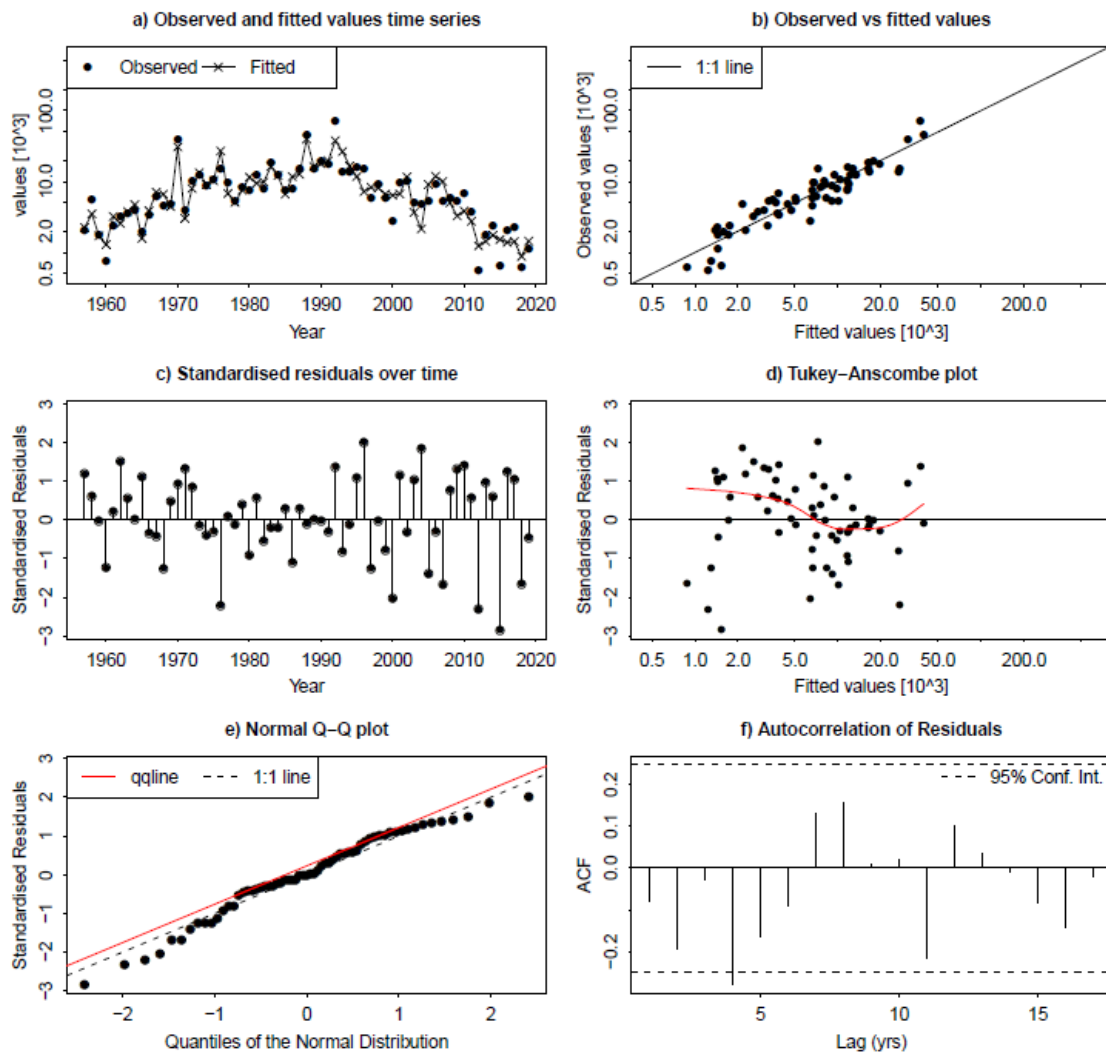 a) Observed and fitted values time series
Observed Fitted
values [10^3]
100.0
10.0
2.0
0.5
1960 1970 1980 1990 2000 2010 2020
Year
b) Observed vs fitted values
1:1 line
Observed values [10^3]
100.0
10.0
2.0
0.5
0.5 1.0 2.0 5.0 20.0 50.0 200.0
Fitted values [10^3]
c) Standardised residuals over time
Standardised Residuals
3
2
1
0
−1
−2
−3
1960 1970 1980 1990 2000 2010 2020
Year
d) Tukey−Anscombe plot
Standardised Residuals
3
2
1
0
−1
−2
−3
0.5 1.0 2.0 5.0 20.0 50.0 200.0
Fitted values [10^3]
e) Normal Q−Q plot
qqline 1:1 line
Standardised Residuals
3
2
1
0
−1
−2
−3
−2 −1 0 1 2
Quantiles of the Normal Distribution
f) Autocorrelation of Residuals
95% Conf. Int.
ACF
0.2
0.1
0.0
−0.2
5 10 15
Lag (yrs)